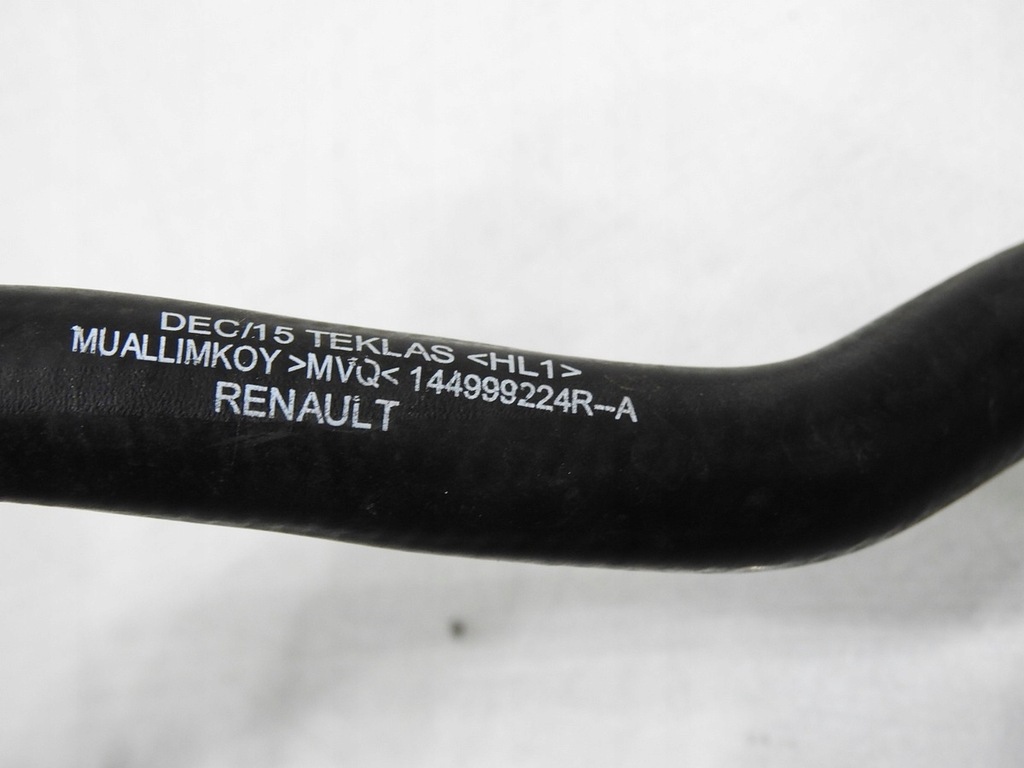 DEC/15 TEKLAS <HL1>
MUALLIMKOY >MVQ< 144999224R--A
RENAULT